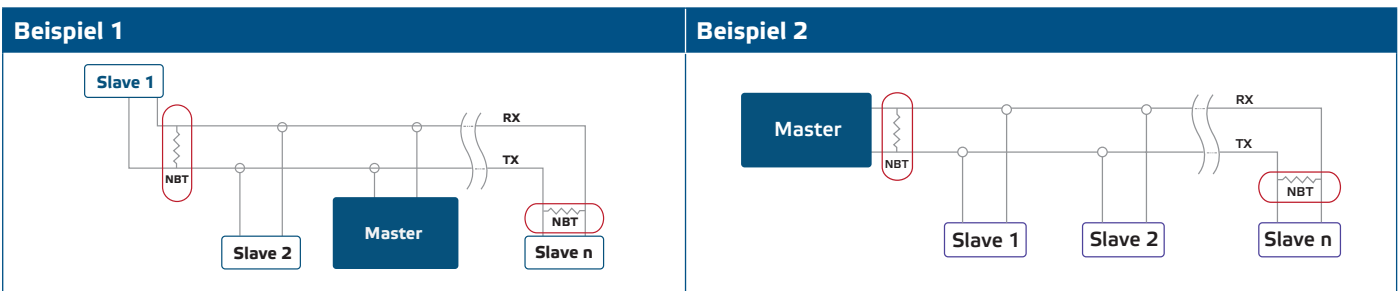 Beispiel 1
Slave 1
RX
TX
NBT
NBT
Slave 2
Master
Slave n
Beispiel 2
Master
RX
TX
NBT
NBT
Slave 1
Slave 2
Slave n